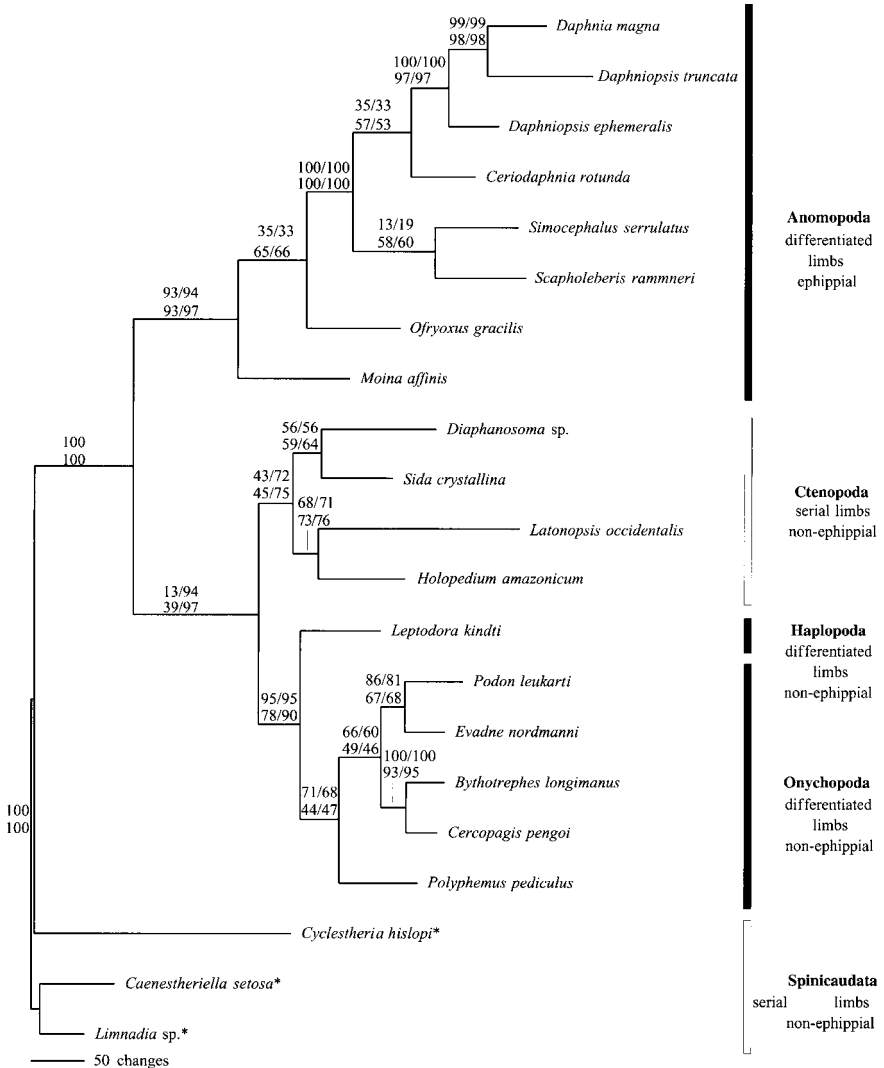 99/99
98/98
Daphnia magna
100/100
97/97
Daphniopsis truncata
35/33
57/53
Daphniopsis ephemeralis
100/100
100/100
Ceriodaphnia rotunda
13/19
58/60
Simocephalus serrulatus
35/33
65/66
Scapholeberis rammneri
93/94
93/97
Ofryoxus gracilis
Moina affinis
Anomopoda
differentiated
limbs
ephippial
100
100
56/56
59/64
Diaphanosoma sp.
43/72
45/75
Sida crystallina
68/71
73/76
Latonopsis occidentalis
Holopedium amazonicum
Ctenopoda
serial limbs
non-ephippial
13/94
39/97
Leptodora kindti
Haplopoda
differentiated
limbs
non-ephippial
95/95
78/90
86/81
67/68
Podon leukarti
66/60
49/46
Evadne nordmanni
100/100
93/95
Bythotrephes longimanus
71/68
44/47
Cercopagis pengoi
Polyphemus pediculus
Onychopoda
differentiated
limbs
non-ephippial
100
100
Cyclestheria hislopi*
Caenestheriella setosa*
Limnadia sp.*
Spinicaudata
serial limbs
non-ephippial
50 changes